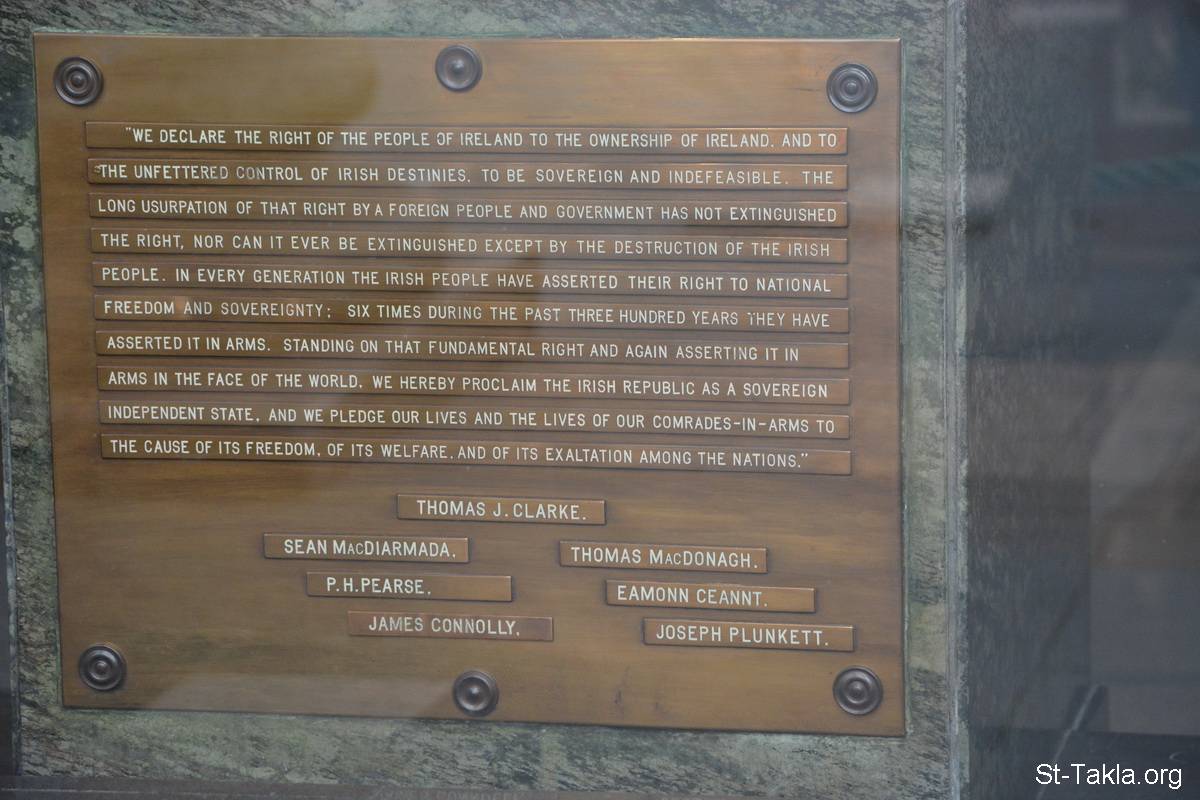 "WE DECLARE THE RIGHT OF THE PEOPLE OF IRELAND TO THE OWNERSHIP OF IRELAND, AND TO
THE UNFETTERED CONTROL OF IRISH DESTINIES, TO BE SOVEREIGN AND INDEFEASIBLE. THE
LONG USURPATION OF THAT RIGHT BY A FOREIGN PEOPLE AND GOVERNMENT HAS NOT EXTINGUISHED
THE RIGHT, NOR CAN IT EVER BE EXTINGUISHED EXCEPT BY THE DESTRUCTION OF THE IRISH
PEOPLE. IN EVERY GENERATION THE IRISH PEOPLE HAVE ASSERTED THEIR RIGHT TO NATIONAL
FREEDOM AND SOVEREIGNTY; SIX TIMES DURING THE PAST THREE HUNDRED YEARS THEY HAVE
ASSERTED IT IN ARMS. STANDING ON THAT FUNDAMENTAL RIGHT AND AGAIN ASSERTING IT IN
ARMS IN THE FACE OF THE WORLD, WE HEREBY PROCLAIM THE IRISH REPUBLIC AS A SOVEREIGN
INDEPENDENT STATE, AND WE PLEDGE OUR LIVES AND THE LIVES OF OUR COMRADES-IN-ARMS TO
THE CAUSE OF ITS FREEDOM, OF ITS WELFARE, AND OF ITS EXALTATION AMONG THE NATIONS."
THOMAS J. CLARKE.
SEAN MacDIARMADA. THOMAS MacDONAGH.
P.H. PEARSE. EAMONN CEANNT.
JAMES CONNOLLY. JOSEPH PLUNKETT.
St-Takla.org